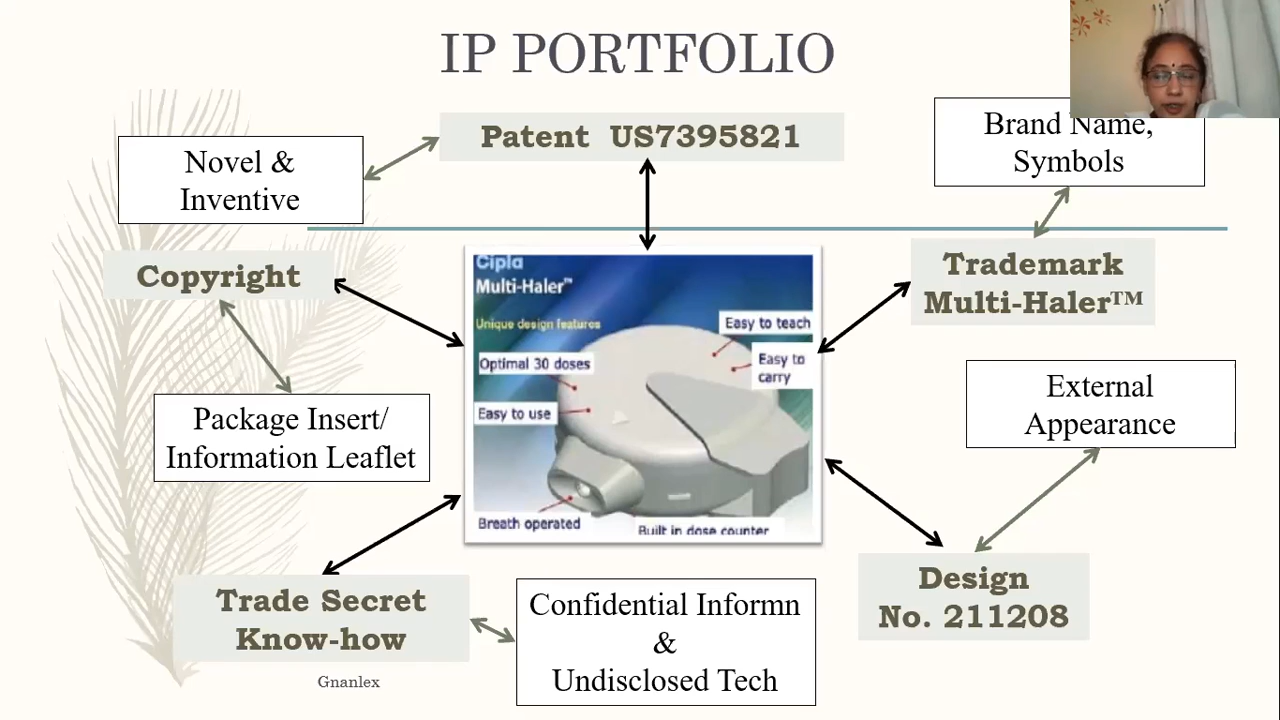 IP PORTFOLIO
Patent US7395821
Brand Name,
Symbols
Novel &
Inventive
Copyright
Trademark
Multi-Haler™
Cipla
Multi-Haler™
Unique design features
Easy to teach
Optimal 30 doses
Easy to
carry
Easy to use
Breath operated
Built in dose counter
External
Appearance
Package Insert/
Information Leaflet
Design
No. 211208
Trade Secret
Know-how
Confidential Informn
&
Undisclosed Tech
Gnanlex